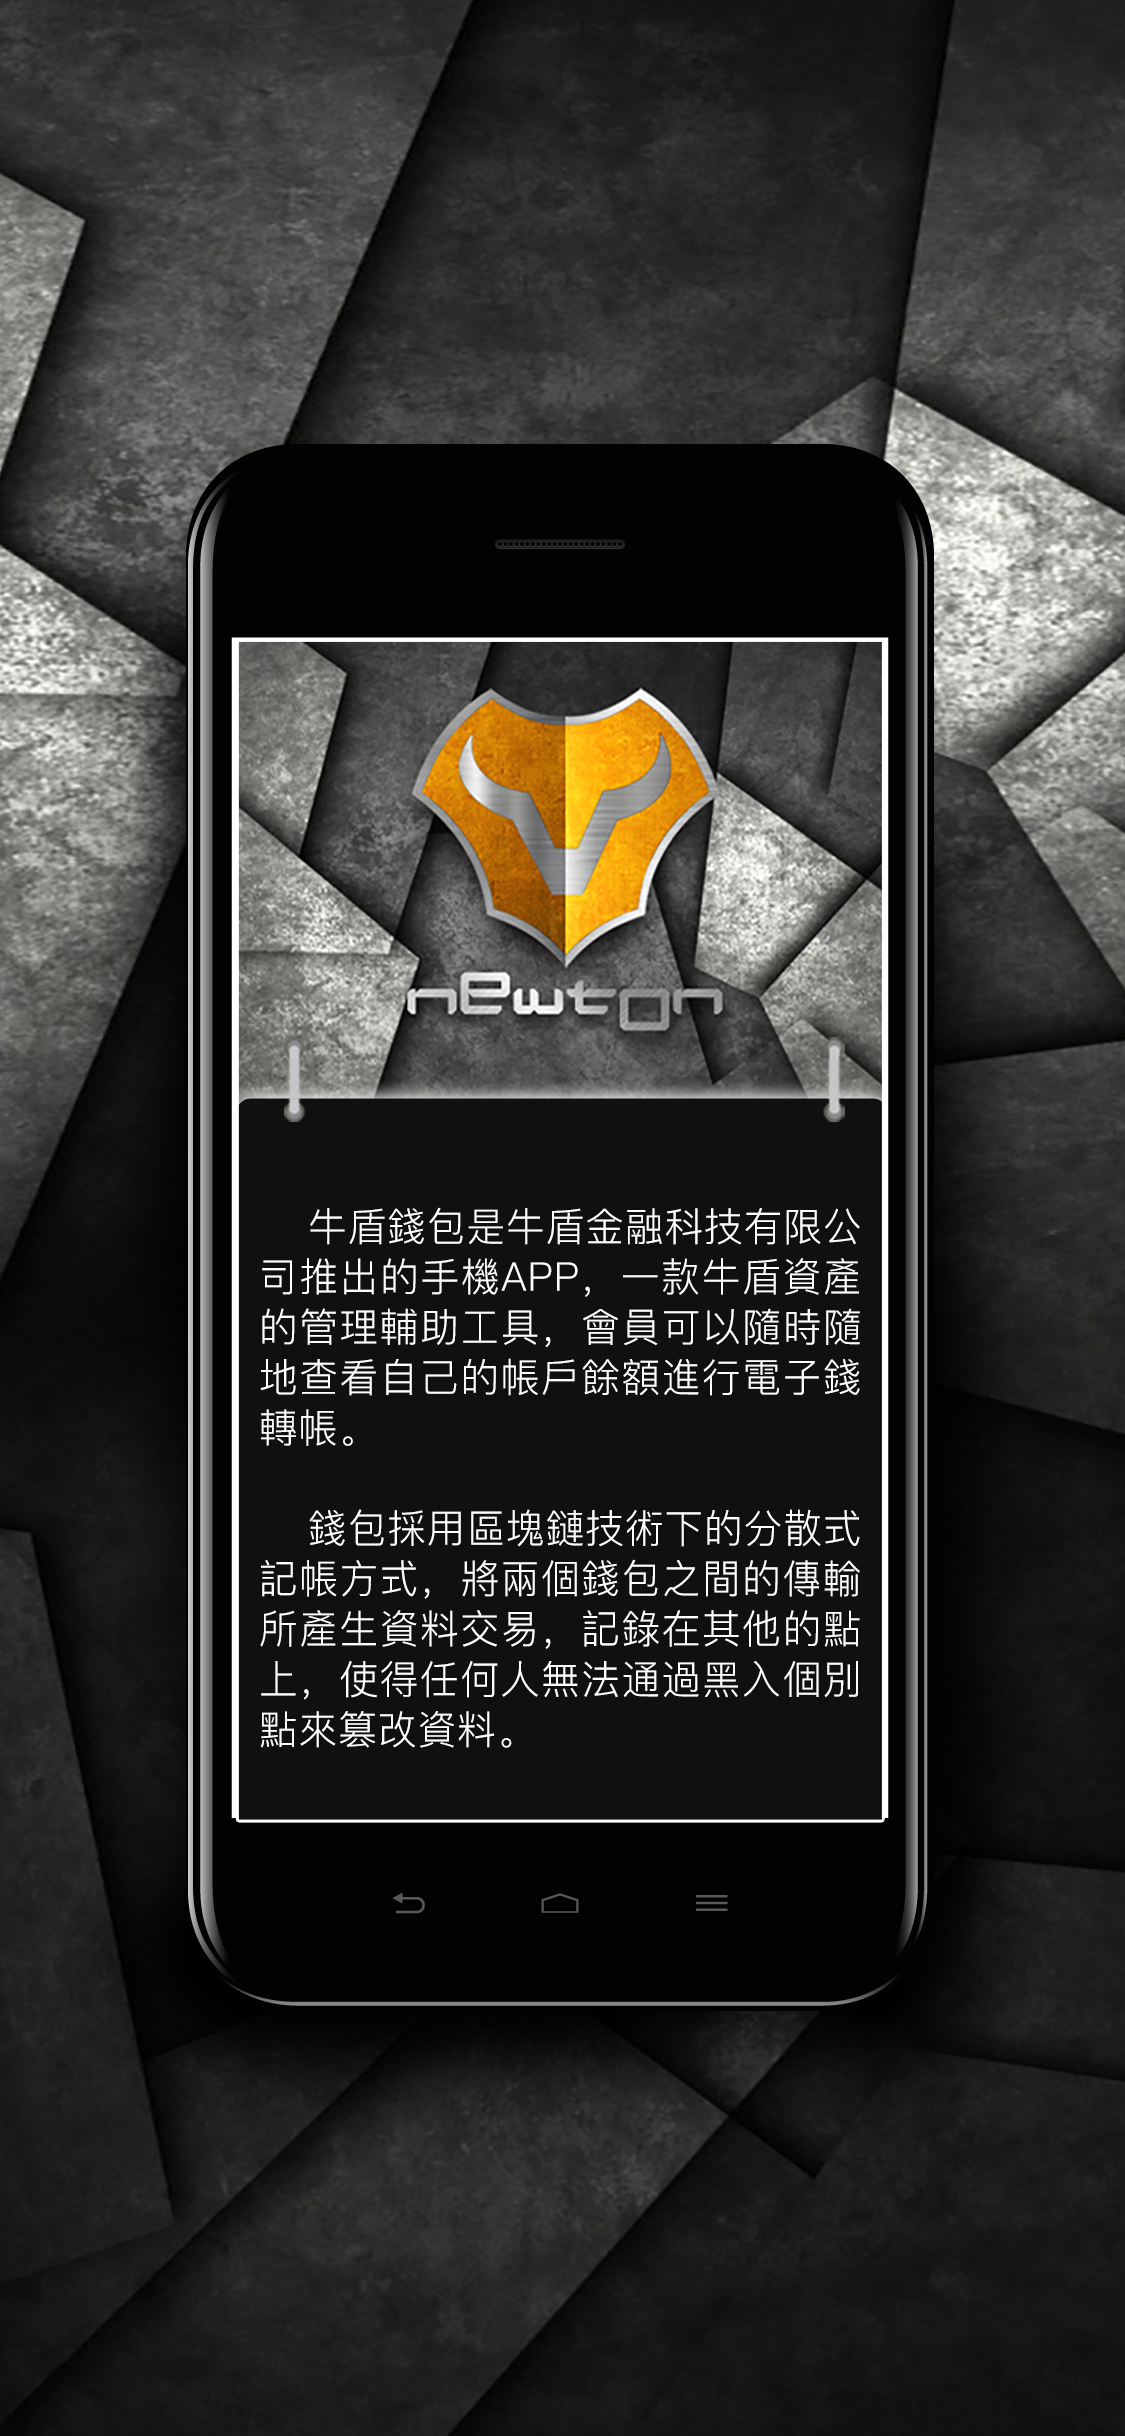 newton
牛盾錢包是牛盾金融科技有限公
司推出的手機APP，一款牛盾資產
的管理輔助工具，會員可以隨時隨
地查看自己的帳戶餘額進行電子錢
轉帳。
錢包採用區塊鏈技術下的分散式
記帳方式，將兩個錢包之間的傳輸
所產生資料交易，記錄在其他的點
上，使得任何人無法通過黑入個別
點來篡改資料。